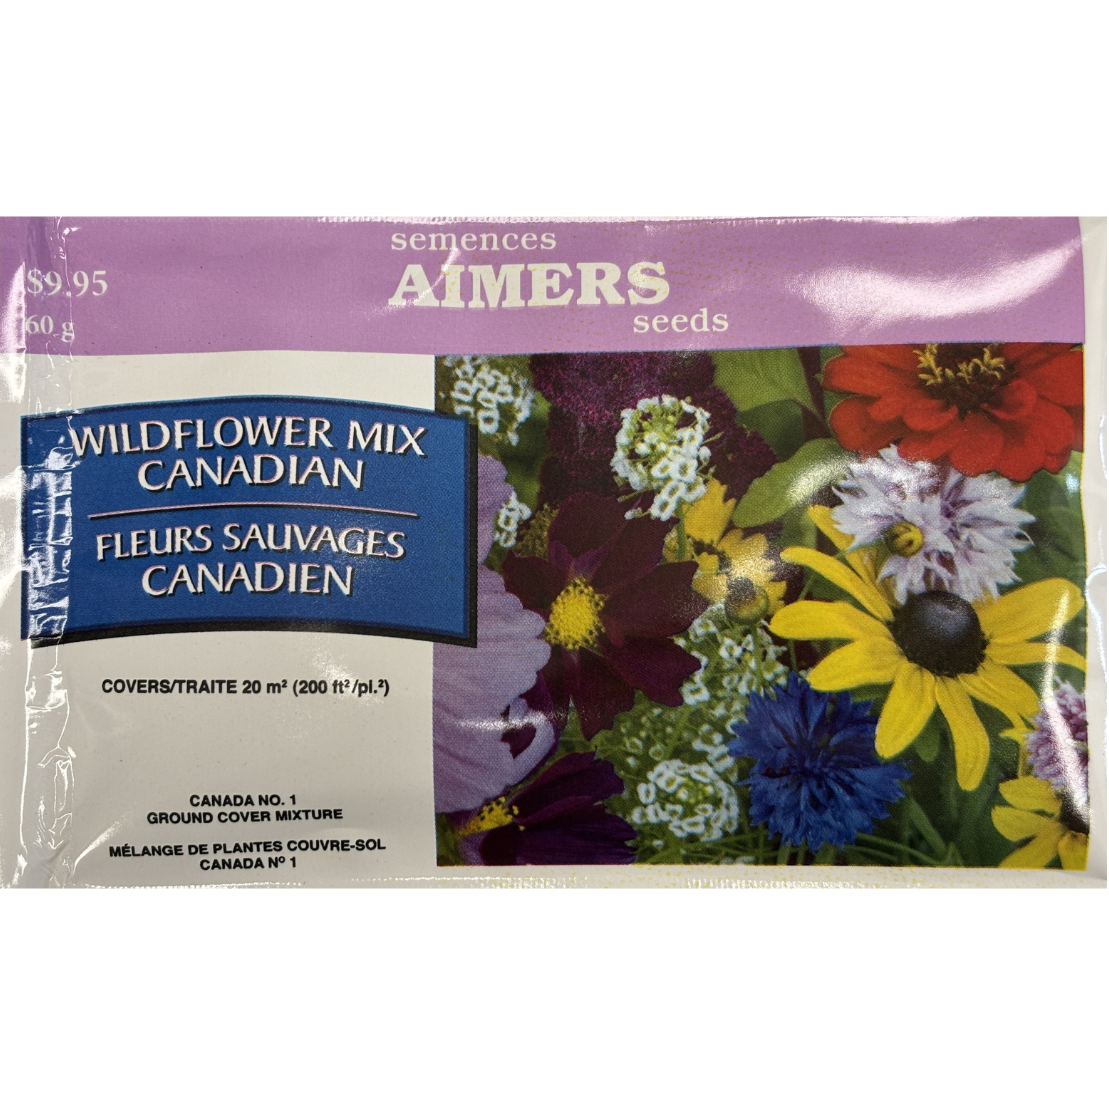 semences
AIMERS
seeds
$9.95
60 g
WILDFLOWER MIX
CANADIAN
FLEURS SAUVAGES
CANADIEN
COVERS/TRAITE 20 m² (200 ft²/pi.²)
CANADA NO. 1
GROUND COVER MIXTURE
MÉLANGE DE PLANTES COUVRE-SOL
CANADA Nº 1